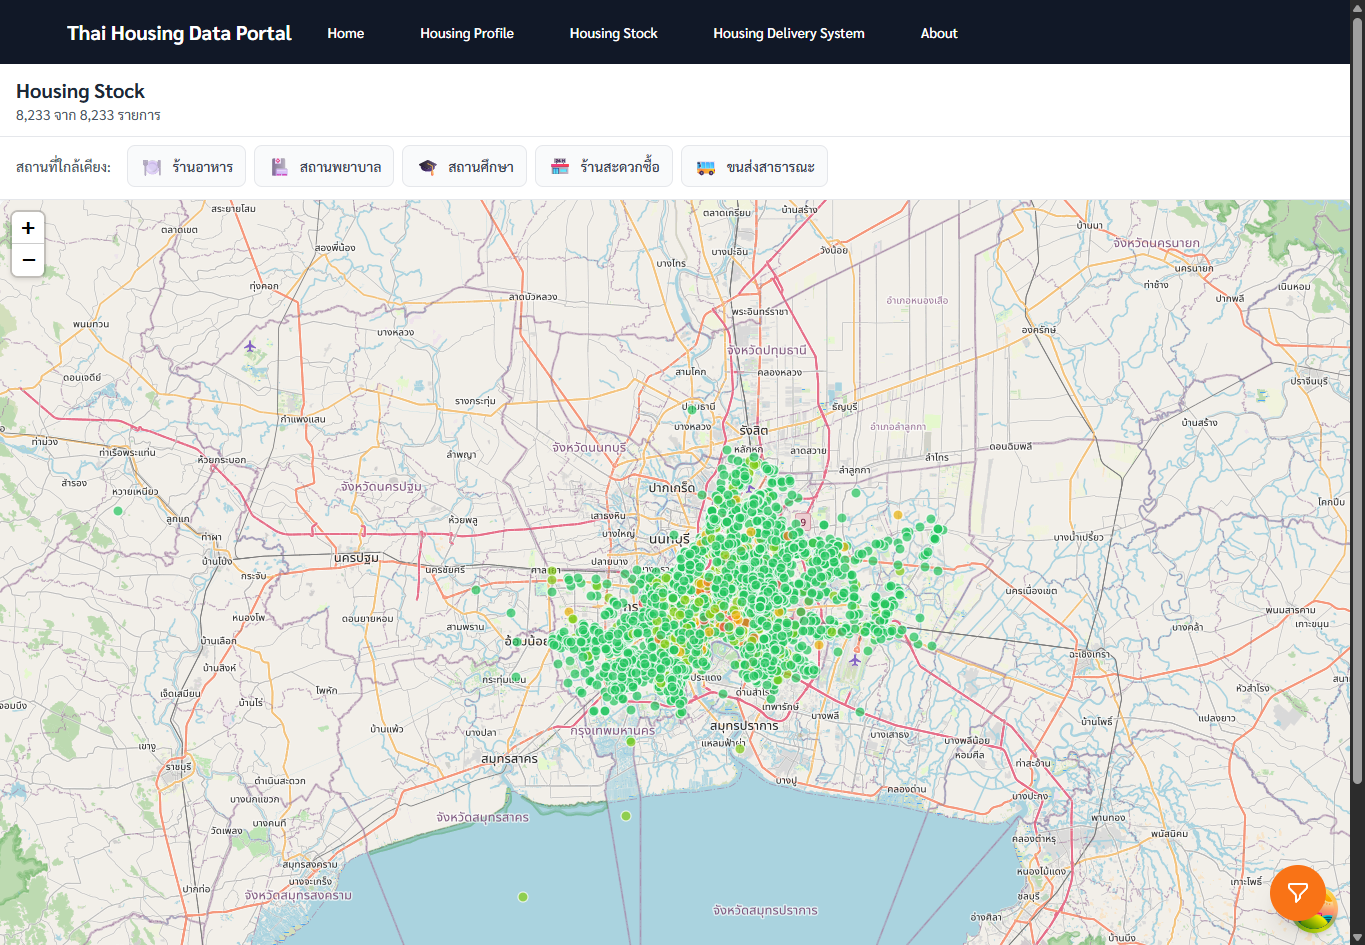 Thai Housing Data Portal
Home
Housing Profile
Housing Stock
Housing Delivery System
About
Housing Stock
8,233 จาก 8,233 รายการ
สถานที่ใกล้เคียง:
ร้านอาหาร
สถานพยาบาล
สถานศึกษา
ร้านสะดวกซื้อ
ขนส่งสาธารณะ
+
−
สระยายโสม
ตลาดเขต
สองพี่น้อง
ตลาดเกรียบ
บ้านสร้าง
บางปะอิน
วังน้อย
บางไทร
บ้านนา
จังหวัดนครนายก
นครนายก
ท่าช้าง
ปากพลี
เนินหอม
ทุ่งคอก
ลาดบัวหลวง
พระอินทร์ราชา
อำเภอหนองเสือ
องครักษ์
พนมทวน
บางหลวง
จังหวัดปทุมธานี
สามโคก
คลองหลวง
ดอนเจดีย์
ปราจีนบุรี
รางกระทุ่ม
ธัญบุรี
กำแพงแสน
บางหลวง
รังสิต
อำเภอลำลูกกา
บ้านสร้าง
ท่าม่วง
ท่าเรือพระแท่น
ห้วยกระบอก
ลำพญา
จังหวัดนนทบุรี
หลักหก
ลาดสวาย
ดอนฉิมพลี
ลำไทร
ลำลูกกา
สำรอง
หวายเหนียว
จังหวัดนครปฐม
ปากเกร็ด
โคกปีบ
ลูกแก
ห้วยพลู
เสาธงหิน
9
ท่าผา
บางใหญ่
นนทบุรี
บางน้ำเปรี้ยว
บ้านโป่ง
นครปฐม
ปลายบาง
กระจับ
นครชัยศรี
นครเนื่องเขต
หนองโพ
ดอนยายหอม
สามพราน
พนมสารคาม
เกาะขนุน
บางคล้า
บ้านเลือก
ฉะเชิงเทรา
บ้านสิงห์
เจ็ดเสมียน
โพหัก
หัวสำโรง
บ้านไร่
ด่านสำโรง
เทพารักษ์
บางพลี
แปลงยาว
บ้านแพ้ว
บางปลา
กรุงเทพมหานคร
สมุทรปราการ
บางเสาธง
บางพลีน้อย
บ้านโพธิ์
เขางู
แหลมฟ้าผ่า
หอมศีล
สมุทรสาคร
ท่าสะอ้าน
ราชบุรี
ดำเนินสะดวก
บางปู
คลองด่าน
บางปะกง
บางนกแขวก
พานทอง
วัดเพลง
บางคนที
จังหวัดสมุทรสาคร
พนัสนิคม
คลองตำหรุ
สมุทรสงคราม
หนองไม้แดง
บางจะเกร็ง
ปากท่อ
จังหวัดสมุทรสงคราม
ชลบุรี
เกาะโพธิ์
จังหวัดสมุทรปราการ
อ่างศิลา
บ้านบึง